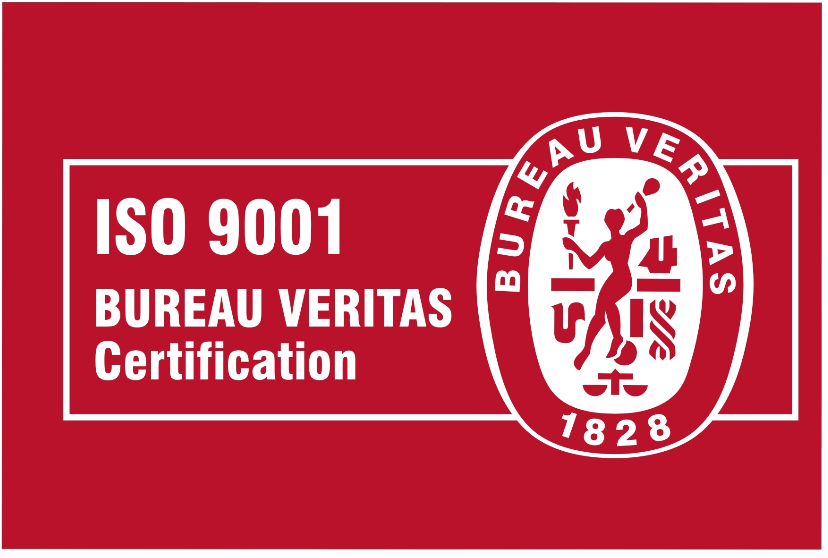 ISO 9001
BUREAU VERITAS
Certification
BUREAU VERITAS
1828